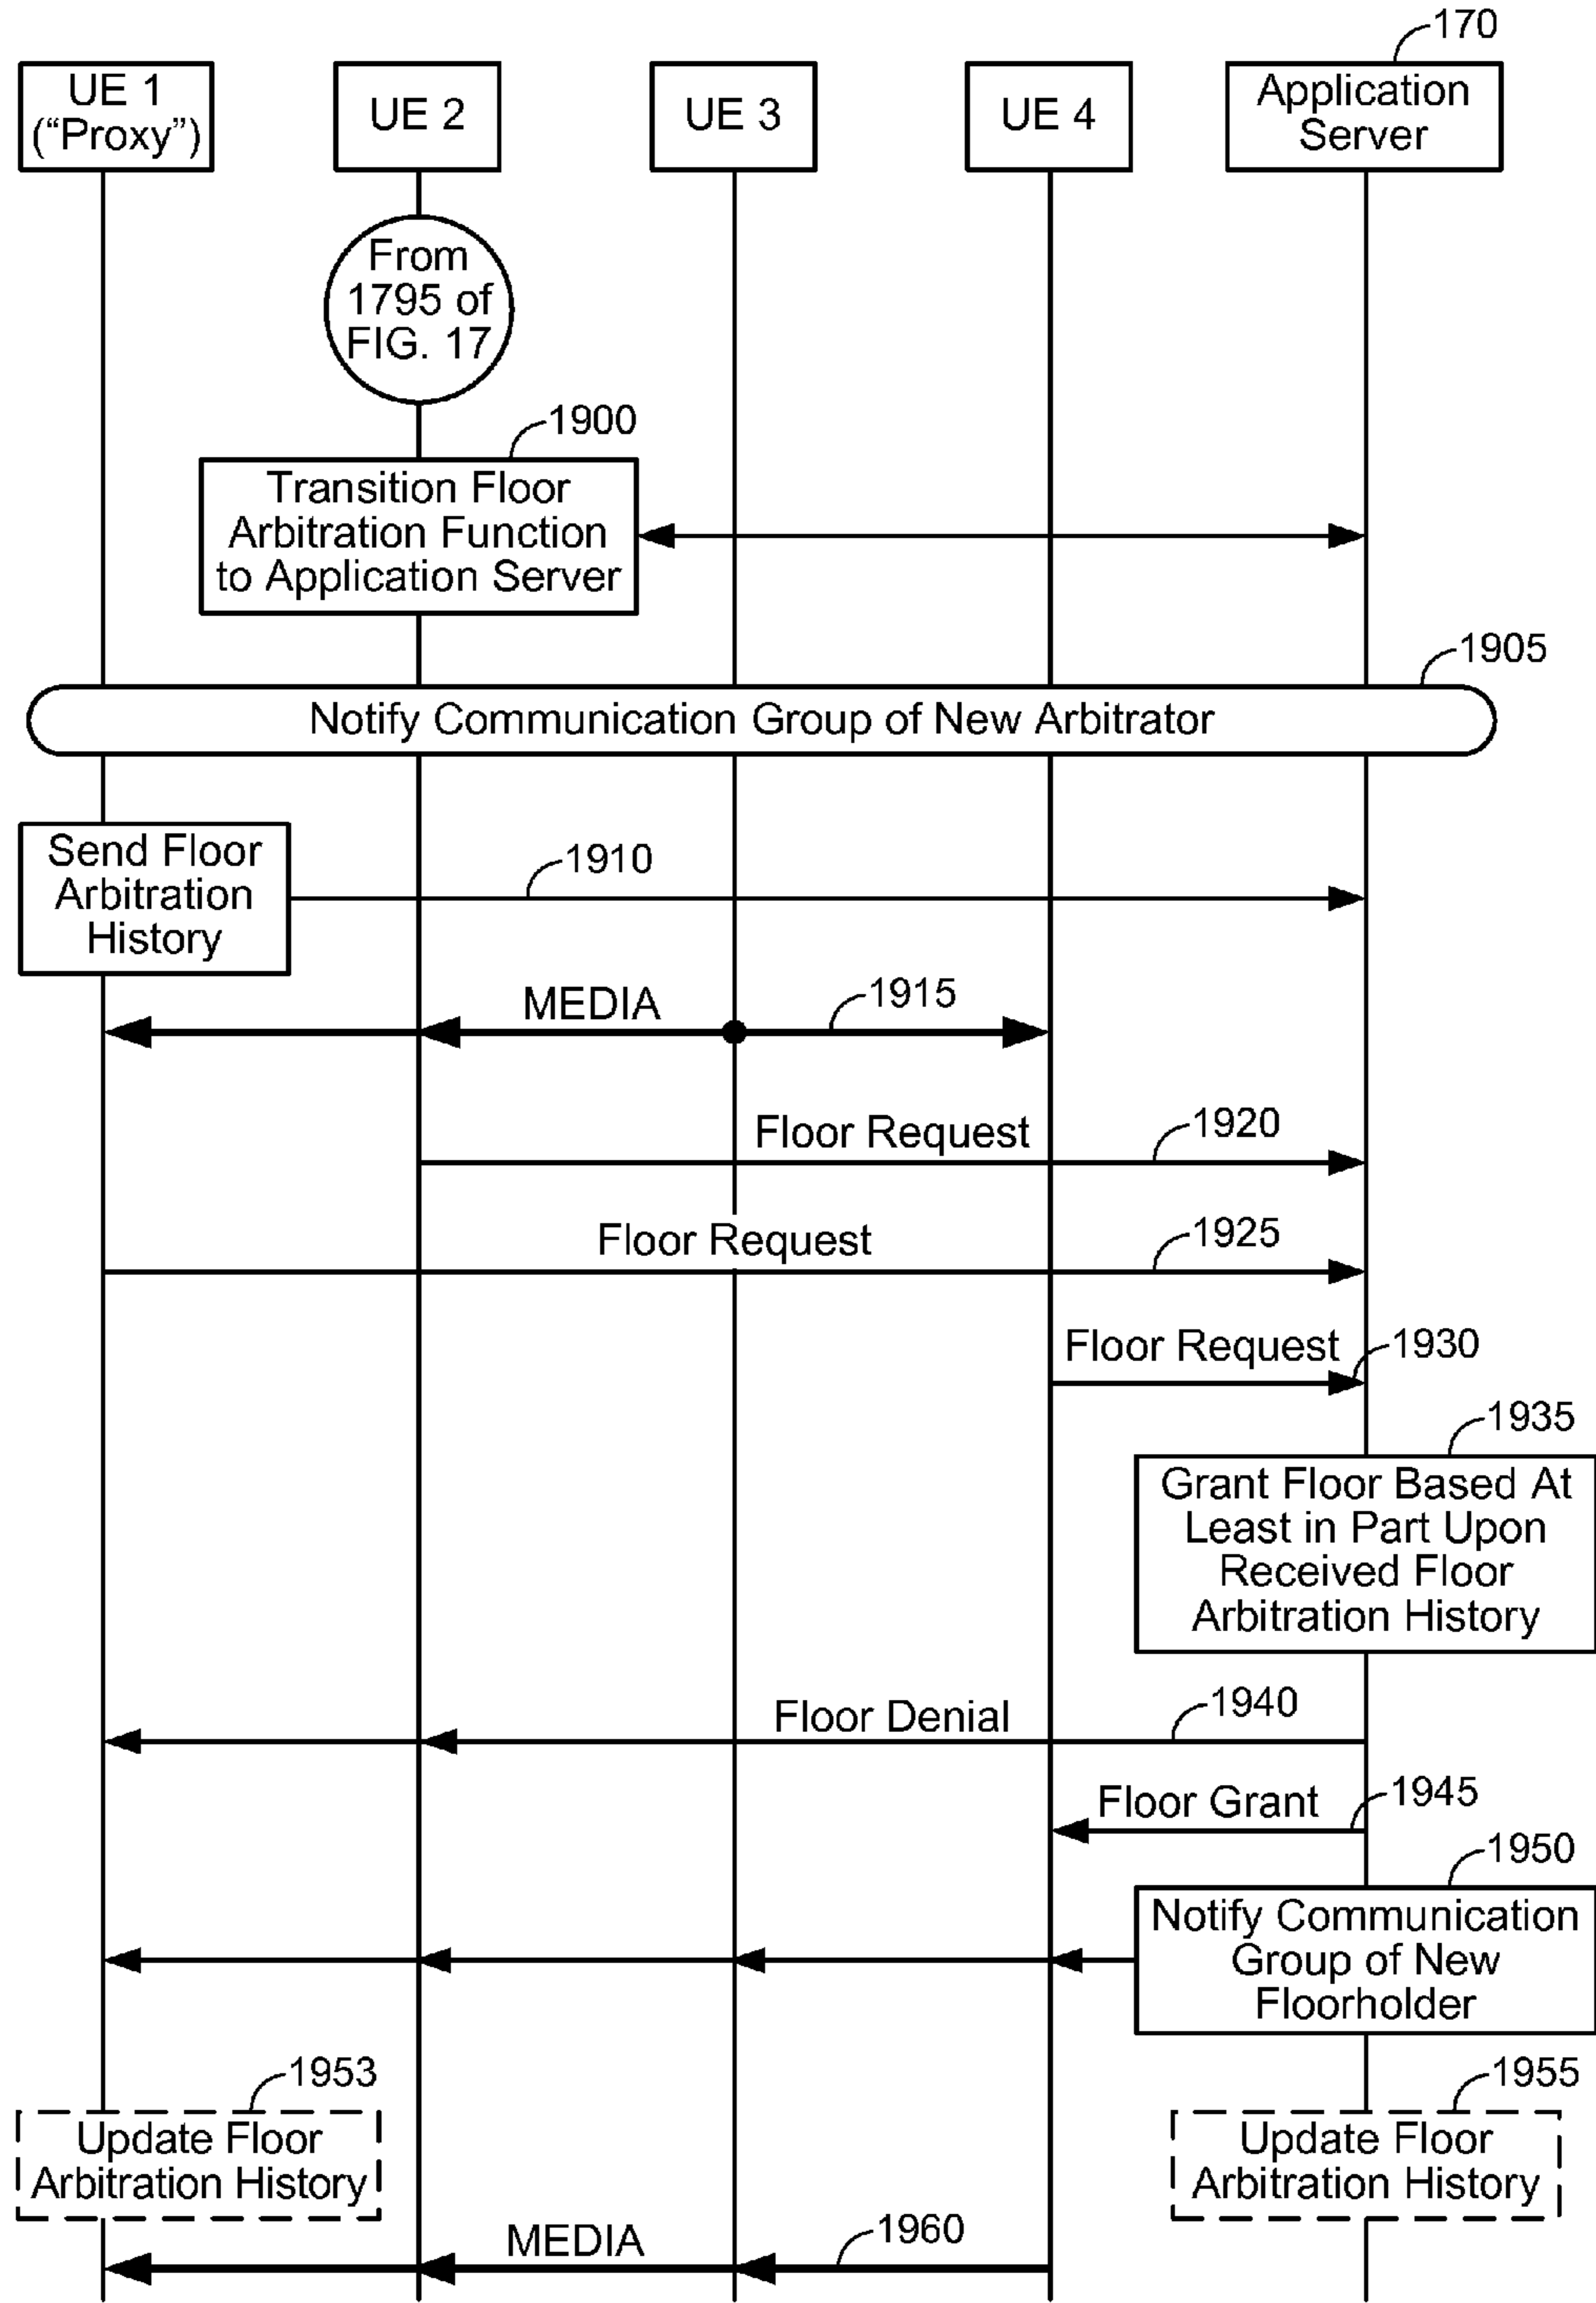 170
UE 1
(“Proxy”)
UE 2
UE 3
UE 4
Application
Server
From
1795 of
FIG. 17
1900
Transition Floor
Arbitration Function
to Application Server
1905
Notify Communication Group of New Arbitrator
Send Floor
Arbitration
History
1910
MEDIA
1915
Floor Request
1920
Floor Request
1925
Floor Request
1930
1935
Grant Floor Based At
Least in Part Upon
Received Floor
Arbitration History
Floor Denial
1940
Floor Grant
1945
1950
Notify Communication
Group of New
Floorholder
1953
Update Floor
Arbitration History
1955
Update Floor
Arbitration History
MEDIA
1960